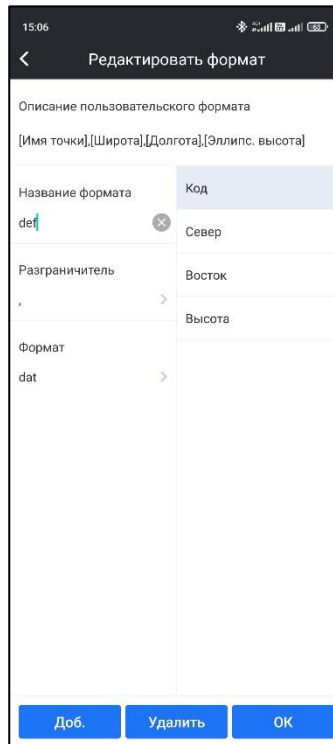 15:06
Редактировать формат
Описание пользовательского формата
[Имя точки],[Широта],[Долгота],[Эллипс. высота]
Название формата
def
Разграничитель
,
Формат
dat
Код
Север
Восток
Высота
Доб.
Удалить
ОК